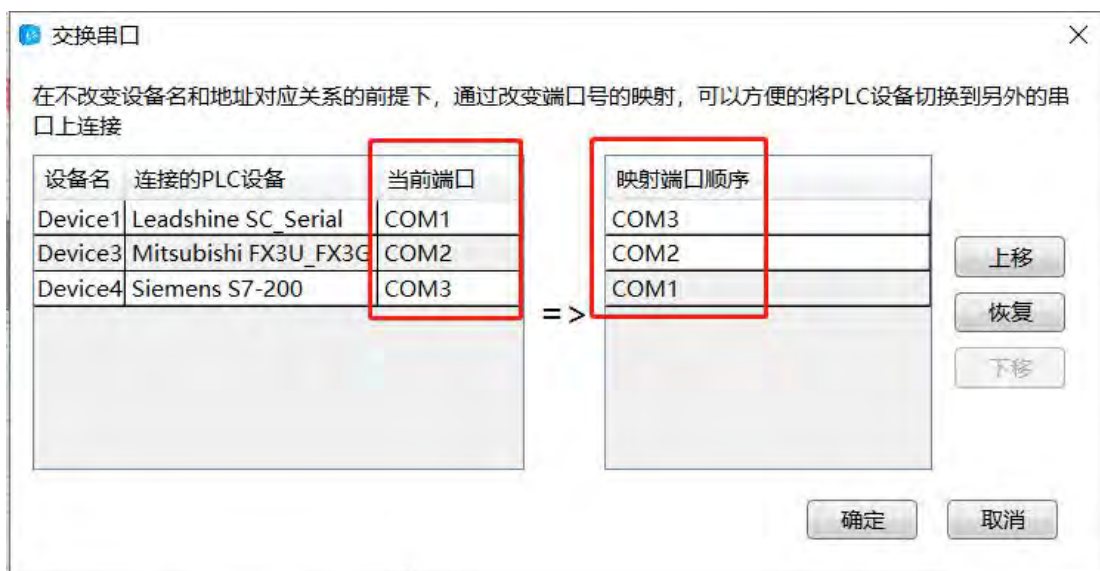 交换串口
在不改变设备名和地址对应关系的前提下，通过改变端口号的映射，可以方便的将PLC设备切换到另外的串
口上连接
设备名 连接的PLC设备 当前端口 映射端口顺序
Device1 Leadshine SC_Serial COM1 COM3
Device3 Mitsubishi FX3U_FX3G COM2 COM2
Device4 Siemens S7-200 COM3 COM1
=>
上移
恢复
下移
确定 取消